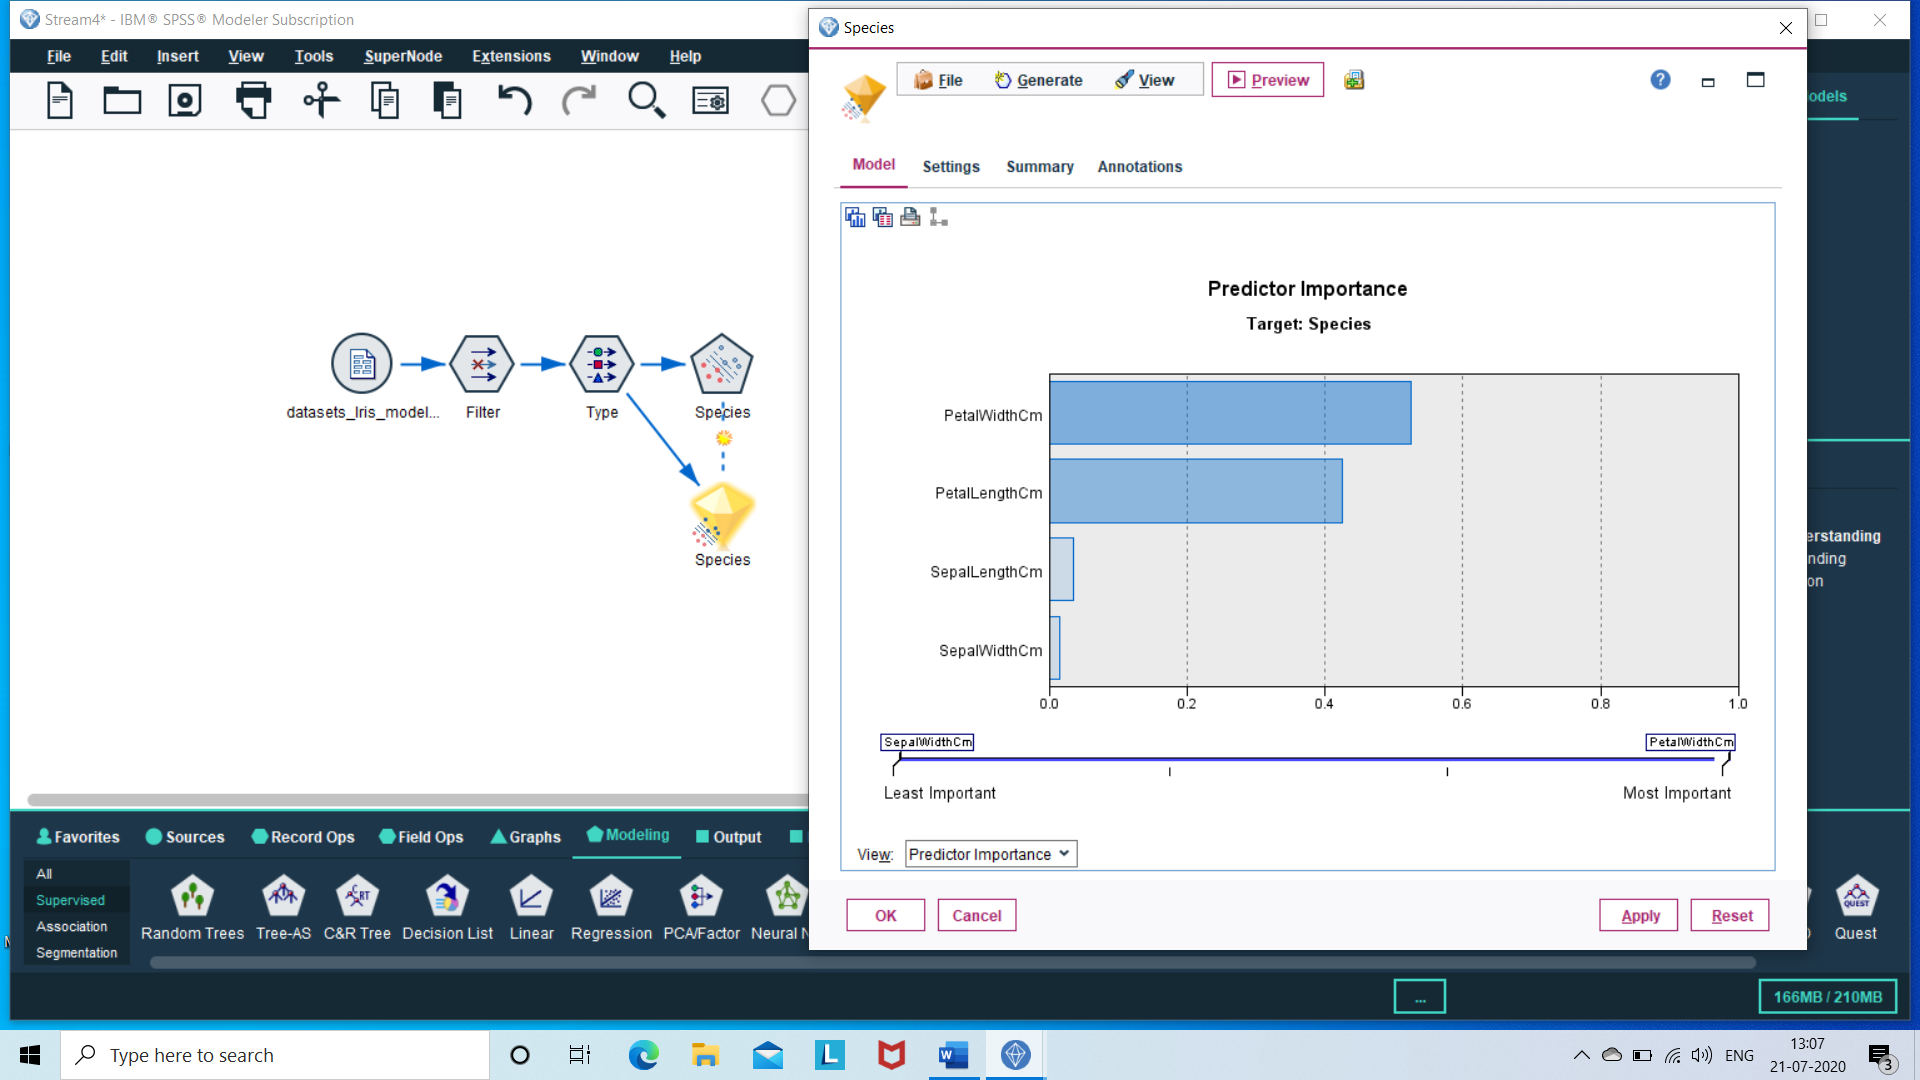 Stream4* - IBM® SPSS® Modeler Subscription
File Edit Insert View Tools SuperNode Extensions Window Help
datasets_Iris_model... Filter Type Species
Species
Favorites Sources Record Ops Field Ops Graphs Modeling Output
All
Supervised
Association
Segmentation
Random Trees Tree-AS C&R Tree Decision List Linear Regression PCA/Factor Neural N
Species
File Generate View Preview
Model Settings Summary Annotations
Predictor Importance
Target: Species
PetalWidthCm
PetalLengthCm
SepalLengthCm
SepalWidthCm
0.0 0.2 0.4 0.6 0.8 1.0
SepalWidthCm PetalWidthCm
Least Important Most Important
View: Predictor Importance
OK Cancel Apply Reset
odels
erstanding
nding
on
QUEST
Quest
...
166MB / 210MB
Type here to search
ENG
13:07
21-07-2020
3